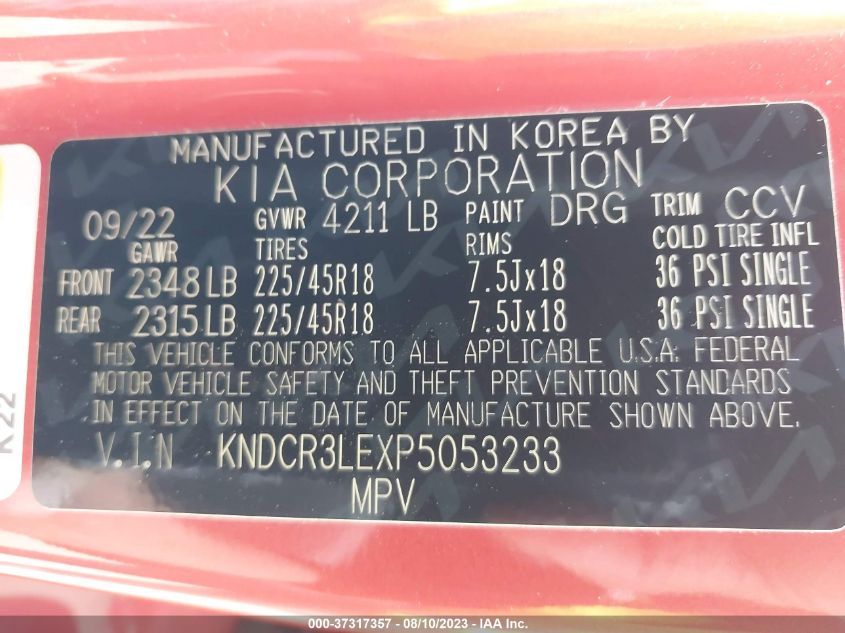 MANUFACTURED IN KOREA BY
KIA CORPORATION
09/22 GVWR 4211 LB PAINT DRG TRIM CCV
GAWR TIRES RIMS COLD TIRE INFL
FRONT 2348 LB 225/45R18 7.5Jx18 36 PSI SINGLE
REAR 2315 LB 225/45R18 7.5Jx18 36 PSI SINGLE
THIS VEHICLE CONFORMS TO ALL APPLICABLE U.S.A. FEDERAL
MOTOR VEHICLE SAFETY AND THEFT PREVENTION STANDARDS
IN EFFECT ON THE DATE OF MANUFACTURE SHOWN ABOVE.
V.I.N KNDCR3LEXP5053233
MPV
K22
000-37317357 - 08/10/2023 - IAA Inc.